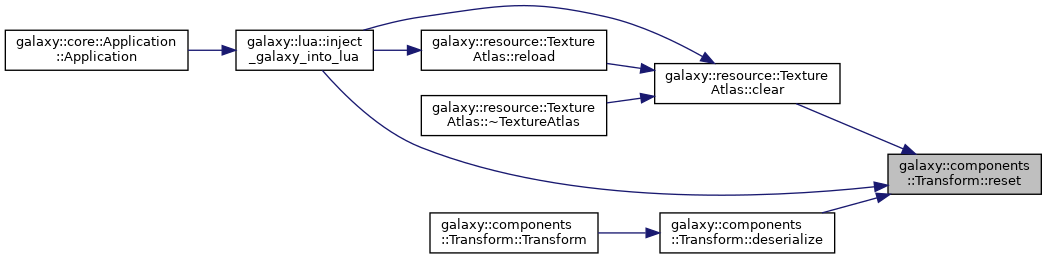 galaxy::core::Application
::Application
galaxy::lua::inject
_galaxy_into_lua
galaxy::resource::Texture
Atlas::reload
galaxy::resource::Texture
Atlas::~TextureAtlas
galaxy::resource::Texture
Atlas::clear
galaxy::components
::Transform::reset
galaxy::components
::Transform::Transform
galaxy::components
::Transform::deserialize